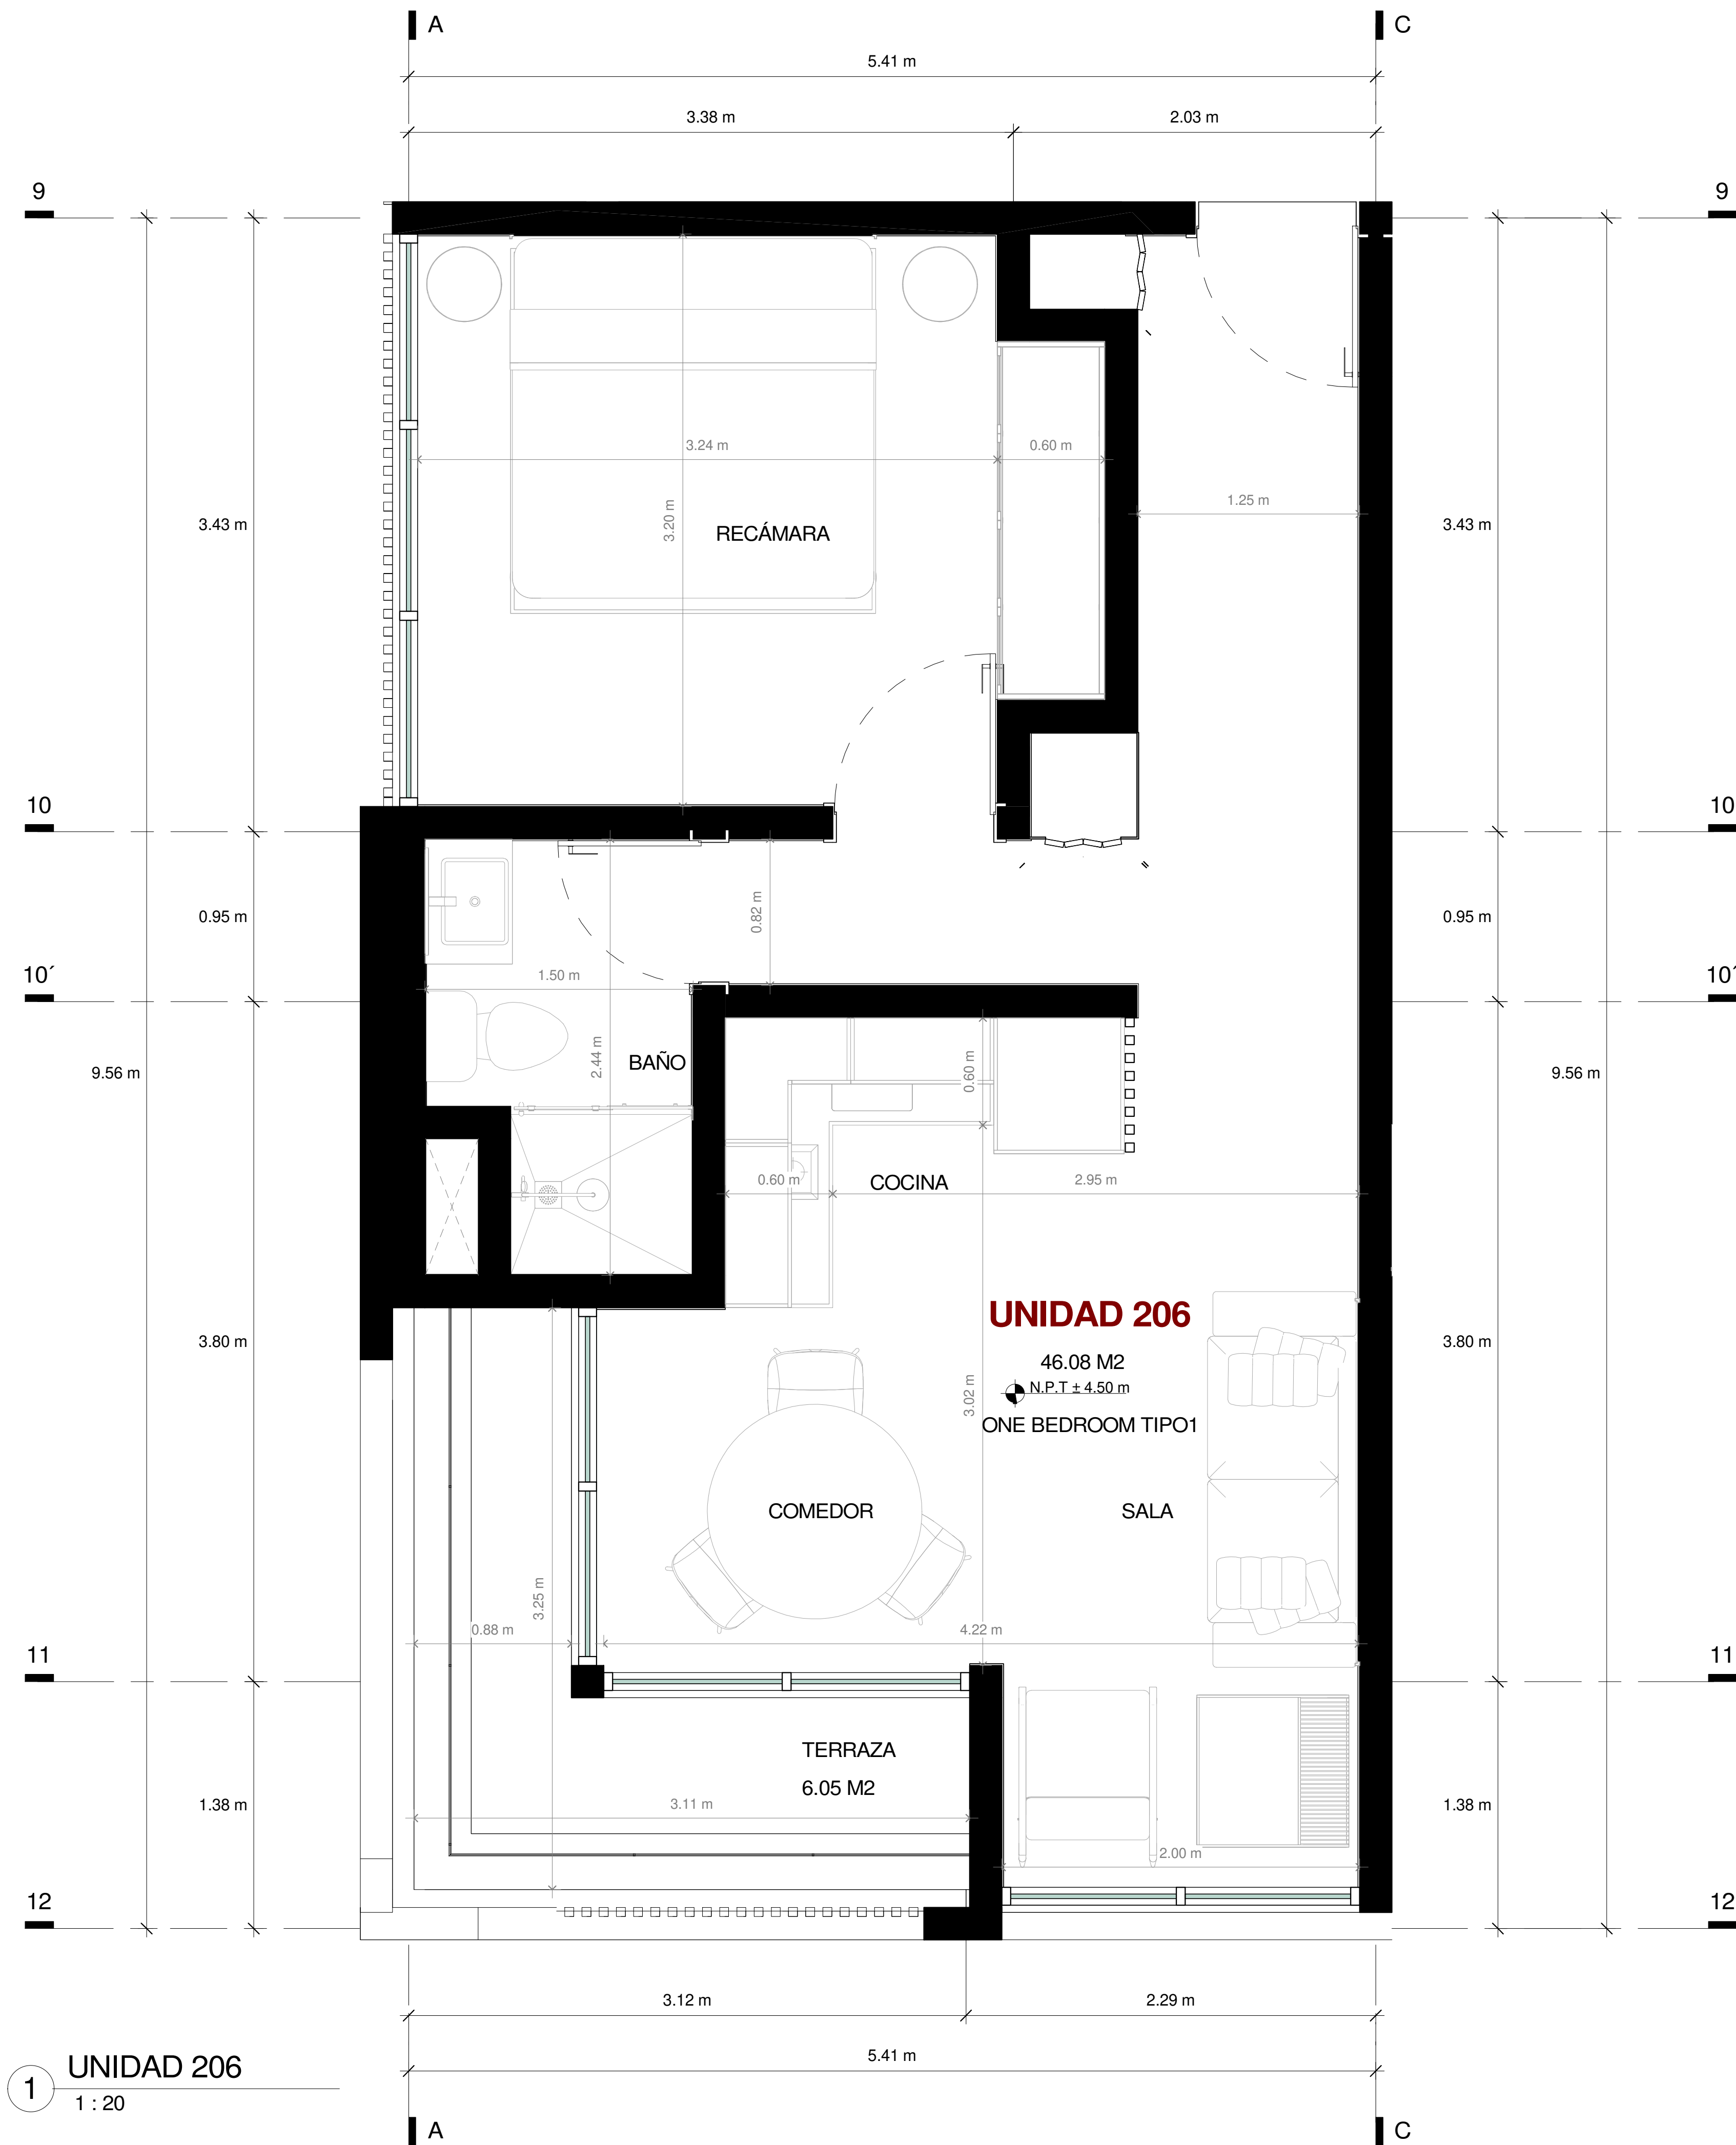 A
C
5.41 m
3.38 m
2.03 m
9
9
3.24 m
0.60 m
1.25 m
3.20 m
3.43 m
RECÁMARA
3.43 m
10
10
0.82 m
0.95 m
0.95 m
10´
1.50 m
10´
9.56 m
2.44 m
BAÑO
0.60 m
9.56 m
0.60 m
COCINA
2.95 m
UNIDAD 206
3.80 m
3.80 m
46.08 M2
N.P.T ± 4.50 m
3.02 m
ONE BEDROOM TIPO1
COMEDOR
SALA
3.25 m
0.88 m
4.22 m
11
11
TERRAZA
6.05 M2
1.38 m
3.11 m
1.38 m
2.00 m
12
12
3.12 m
2.29 m
5.41 m
1
UNIDAD 206
1 : 20
A
C